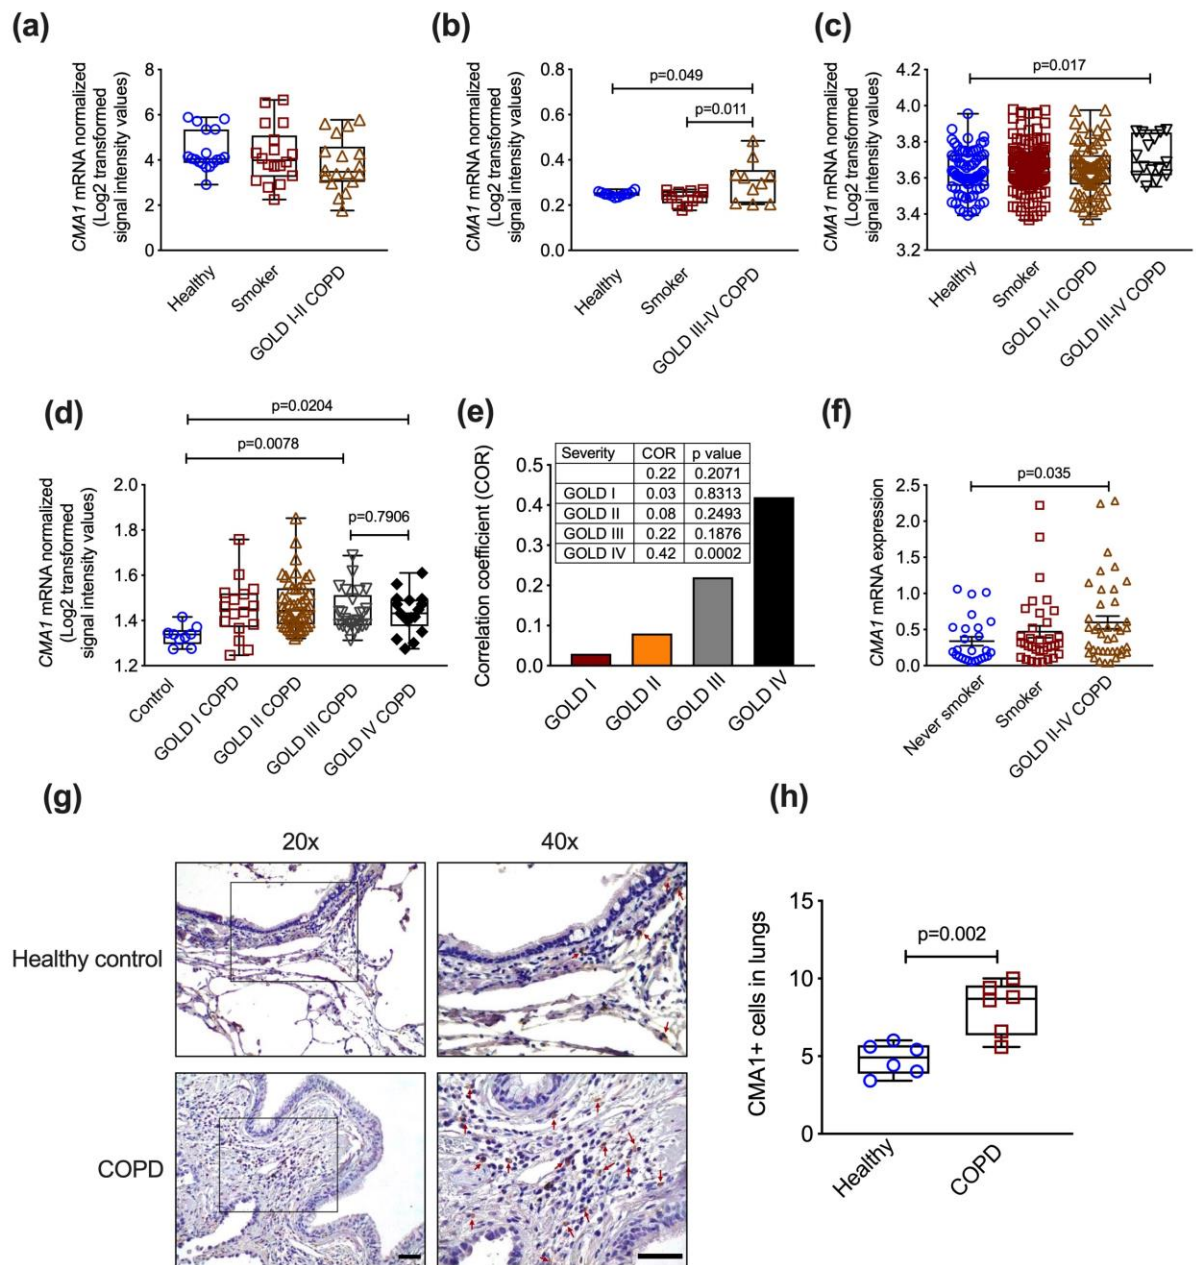 (a)
CMA1 mRNA normalized
(Log2 transformed
signal intensity values)
8
6
4
2
0
Healthy
Smoker
GOLD I-II COPD
(b)
CMA1 mRNA normalized
(Log2 transformed
signal intensity values)
0.8
0.6
0.4
0.2
0.0
p=0.049
p=0.011
Healthy
Smoker
GOLD III-IV COPD
(c)
CMA1 mRNA normalized
(Log2 transformed
signal intensity values)
4.2
4.0
3.8
3.6
3.4
3.2
p=0.017
Healthy
Smoker
GOLD I-II COPD
GOLD III-IV COPD
(d)
p=0.0204
p=0.0078
p=0.7906
CMA1 mRNA normalized
(Log2 transformed
signal intensity values)
2.0
1.8
1.6
1.4
1.2
Control
GOLD I COPD
GOLD II COPD
GOLD III COPD
GOLD IV COPD
(e)
Correlation coefficient (COR)
0.5
0.4
0.3
0.2
0.1
0.0
Severity COR p value
0.22 0.2071
GOLD I 0.03 0.8313
GOLD II 0.08 0.2493
GOLD III 0.22 0.1876
GOLD IV 0.42 0.0002
GOLD I
GOLD II
GOLD III
GOLD IV
(f)
CMA1 mRNA expression
2.5
2.0
1.5
1.0
0.5
0.0
p=0.035
Never smoker
Smoker
GOLD II-IV COPD
(g)
20x
40x
Healthy control
COPD
(h)
CMA1+ cells in lungs
15
10
5
0
p=0.002
Healthy
COPD